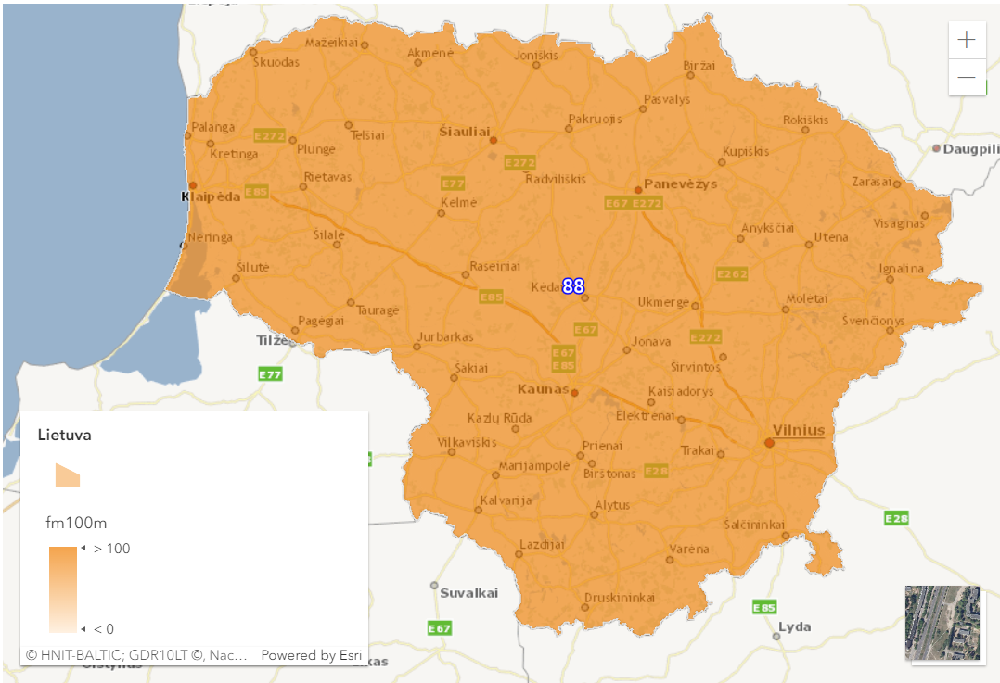 Mažeikiai
Skuodas
Akmenė
Joniškis
Biržai
Pasvalys
Palanga
Kretinga
E272
Plungė
Telšiai
Šiauliai
Pakruojis
Rokiškis
Kupiškis
Daugpili
E272
Radviliškis
Rietavas
E77
Panevėžys
Zarasai
Klaipėda
E85
Kelmė
E67 E272
Visaginas
Neringa
Šilalė
Anykščiai
Utena
Šilutė
Raseiniai
E262
Ignalina
Kėda
88
E85
Tauragė
Ukmergė
Molėtai
Pagėgiai
Švenčionys
Tilžė
Jurbarkas
E67
E272
Jonava
E67
E85
Širvintos
E77
Šakiai
Kaunas
Kaišiadorys
Kazlų Rūda
Elektrėnai
Vilnius
Vilkaviškis
Prienai
Trakai
Marijampolė
Birštonas
E28
Kalvarija
Alytus
E28
Šalčininkai
Lazdijai
Varėna
Suvalkai
Druskininkai
E85
E67
Lyda
Lietuva
fm100m
> 100
< 0
© HNIT-BALTIC; GDR10LT ©, Nac... Powered by Esri